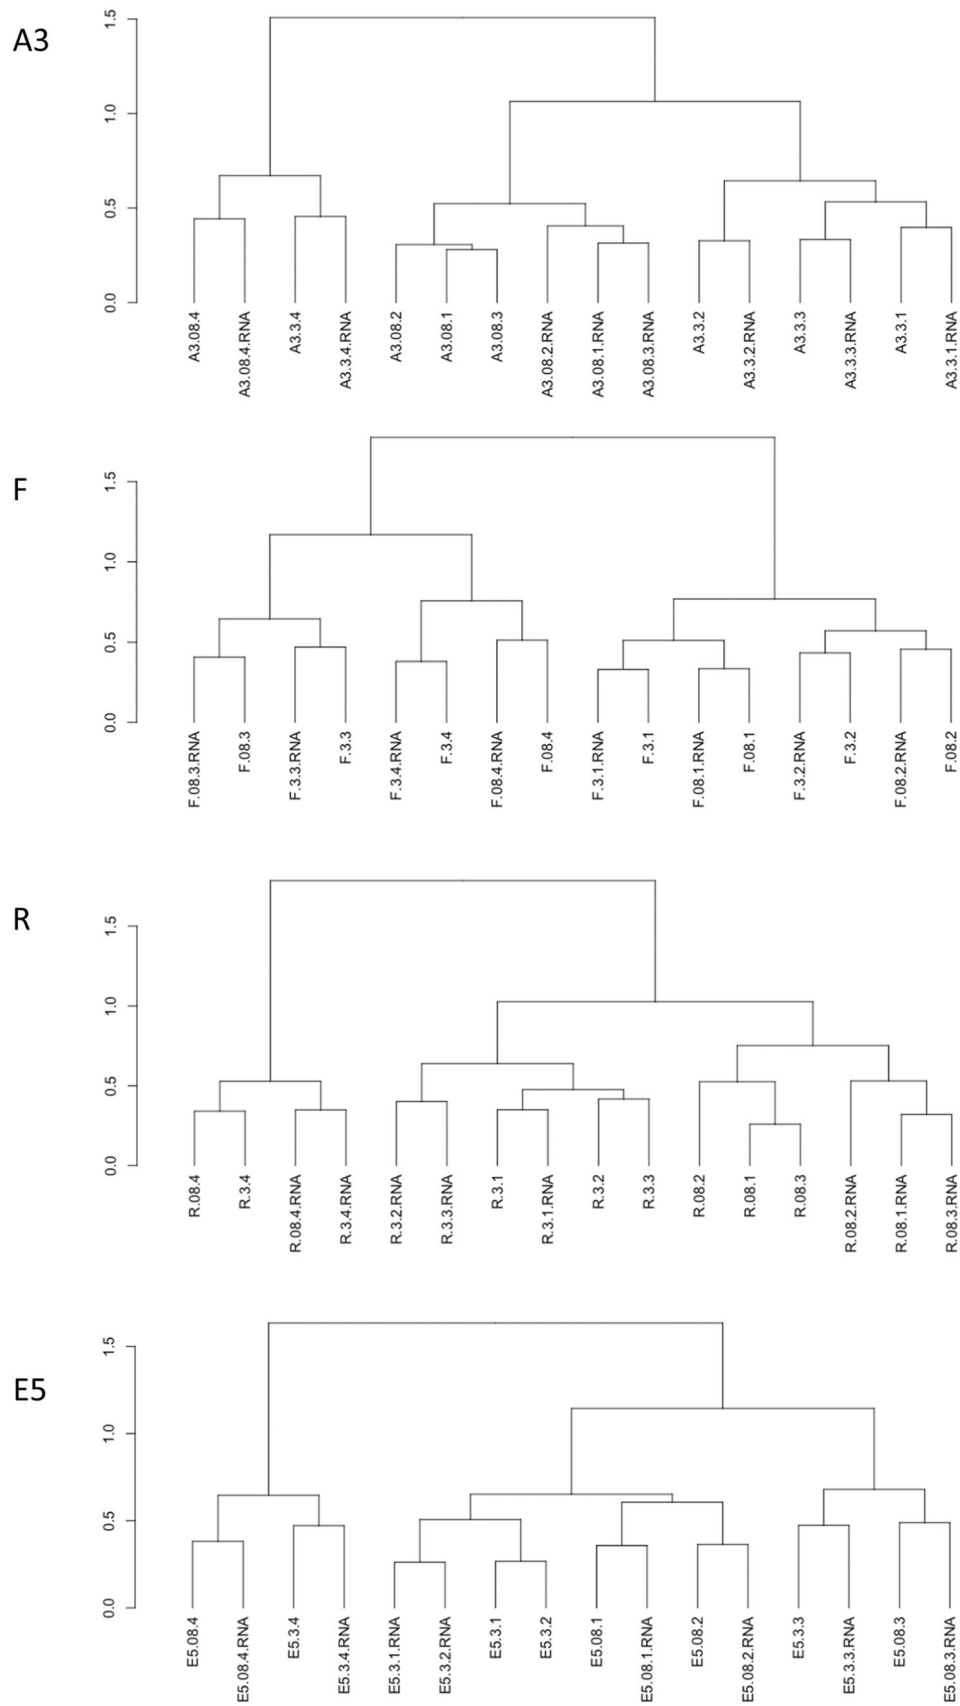 A3
1.5
1.0
0.5
0.0
A3.08.4
A3.08.4.RNA
A3.3.4
A3.3.4.RNA
A3.08.2
A3.08.1
A3.08.3
A3.08.2.RNA
A3.08.1.RNA
A3.08.3.RNA
A3.3.2
A3.3.2.RNA
A3.3.3
A3.3.3.RNA
A3.3.1
A3.3.1.RNA
F
1.5
1.0
0.5
0.0
F.08.3.RNA
F.08.3
F.3.3.RNA
F.3.3
F.3.4.RNA
F.3.4
F.08.4.RNA
F.08.4
F.3.1.RNA
F.3.1
F.08.1.RNA
F.08.1
F.3.2.RNA
F.3.2
F.08.2.RNA
F.08.2
R
1.5
1.0
0.5
0.0
R.08.4
R.3.4
R.08.4.RNA
R.3.4.RNA
R.3.2.RNA
R.3.3.RNA
R.3.1
R.3.1.RNA
R.3.2
R.3.3
R.08.2
R.08.1
R.08.3
R.08.2.RNA
R.08.1.RNA
R.08.3.RNA
E5
1.5
1.0
0.5
0.0
E5.08.4
E5.08.4.RNA
E5.3.4
E5.3.4.RNA
E5.3.1.RNA
E5.3.2.RNA
E5.3.1
E5.3.2
E5.08.1
E5.08.1.RNA
E5.08.2
E5.08.2.RNA
E5.3.3
E5.3.3.RNA
E5.08.3
E5.08.3.RNA